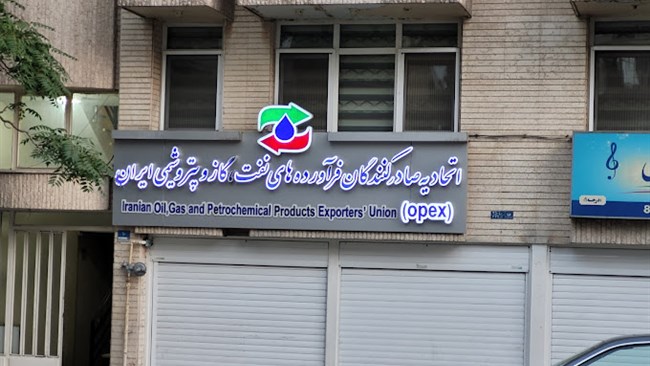 اتحادیه صادرکنندگان فرآورده های نفت، گاز و پتروشیمی ایران
Iranian Oil,Gas and Petrochemical Products Exporters' Union (opex)